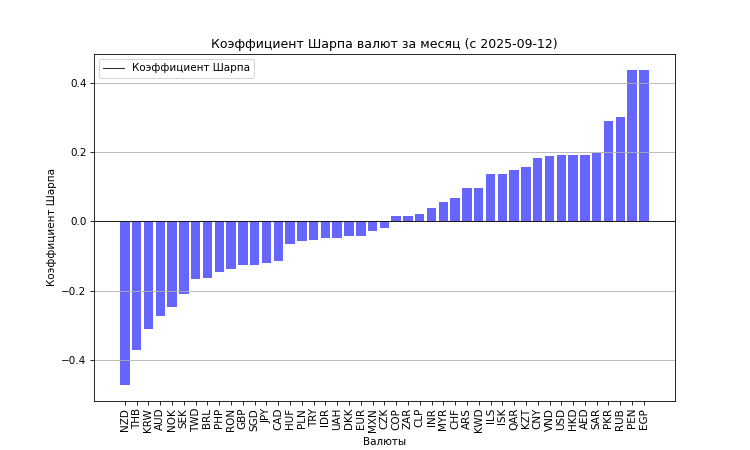 Коэффициент Шарпа валют за месяц (с 2025-09-12)
Коэффициент Шарпа
Коэффициент Шарпа
0.4
0.2
0.0
−0.2
−0.4
NZD THB KRW AUD NOK SEK TWD BRL PHP RON GBP SGD JPY CAD HUF PLN TRY IDR UAH DKK EUR MXN CZK COP ZAR CLP INR MYR CHF ARS KWD ILS ISK QAR KZT CNY VND USD HKD AED SAR PKR RUB PEN EGP
Валюты